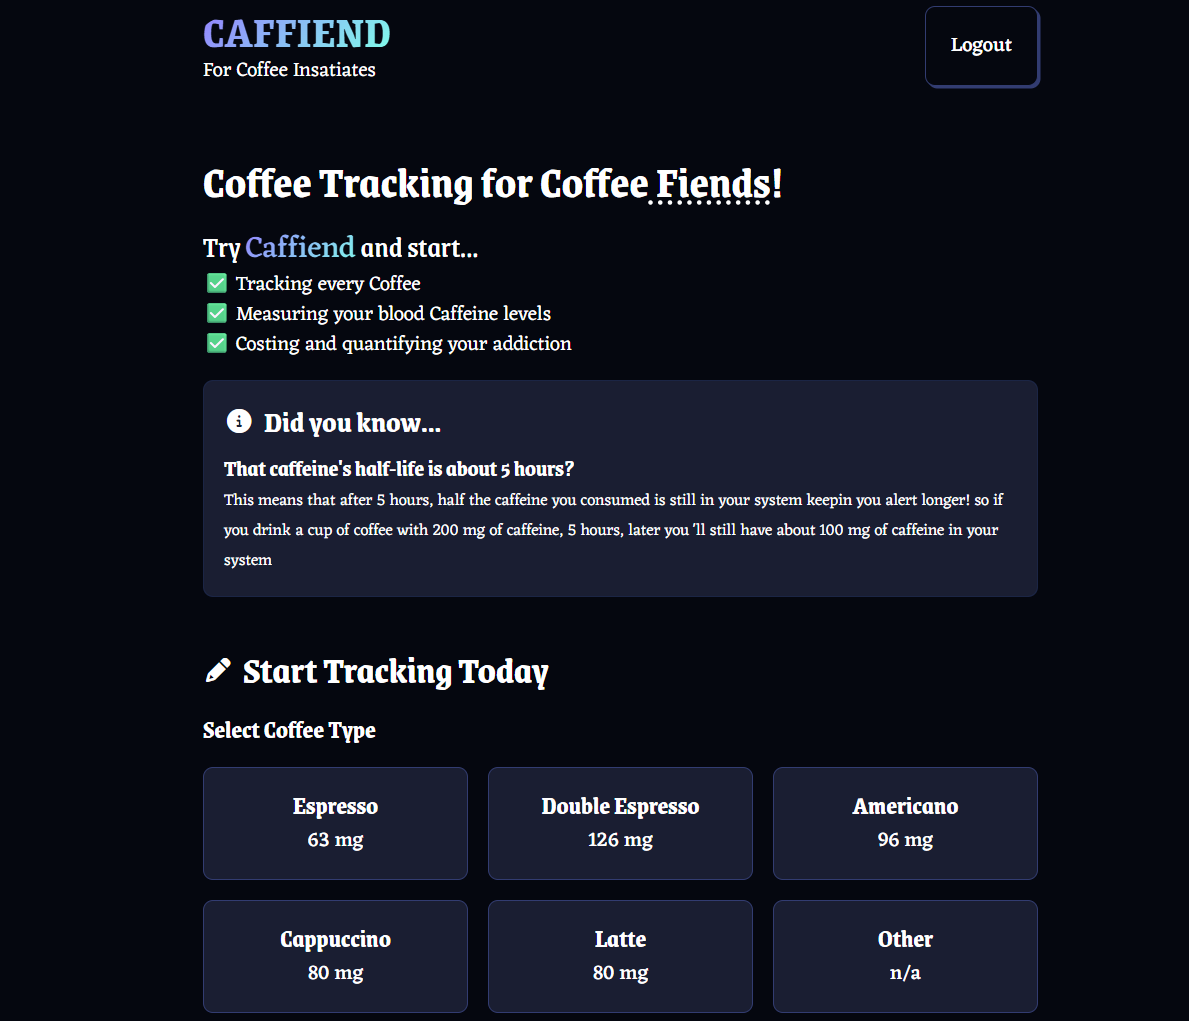 CAFFIEND
For Coffee Insatiates
Logout
Coffee Tracking for Coffee Fiends!
Try Caffiend and start...
✅ Tracking every Coffee
✅ Measuring your blood Caffeine levels
✅ Costing and quantifying your addiction
Did you know...
That caffeine's half-life is about 5 hours?
This means that after 5 hours, half the caffeine you consumed is still in your system keepin you alert longer! so if
you drink a cup of coffee with 200 mg of caffeine, 5 hours, later you 'll still have about 100 mg of caffeine in your
system
Start Tracking Today
Select Coffee Type
Espresso
63 mg
Double Espresso
126 mg
Americano
96 mg
Cappuccino
80 mg
Latte
80 mg
Other
n/a